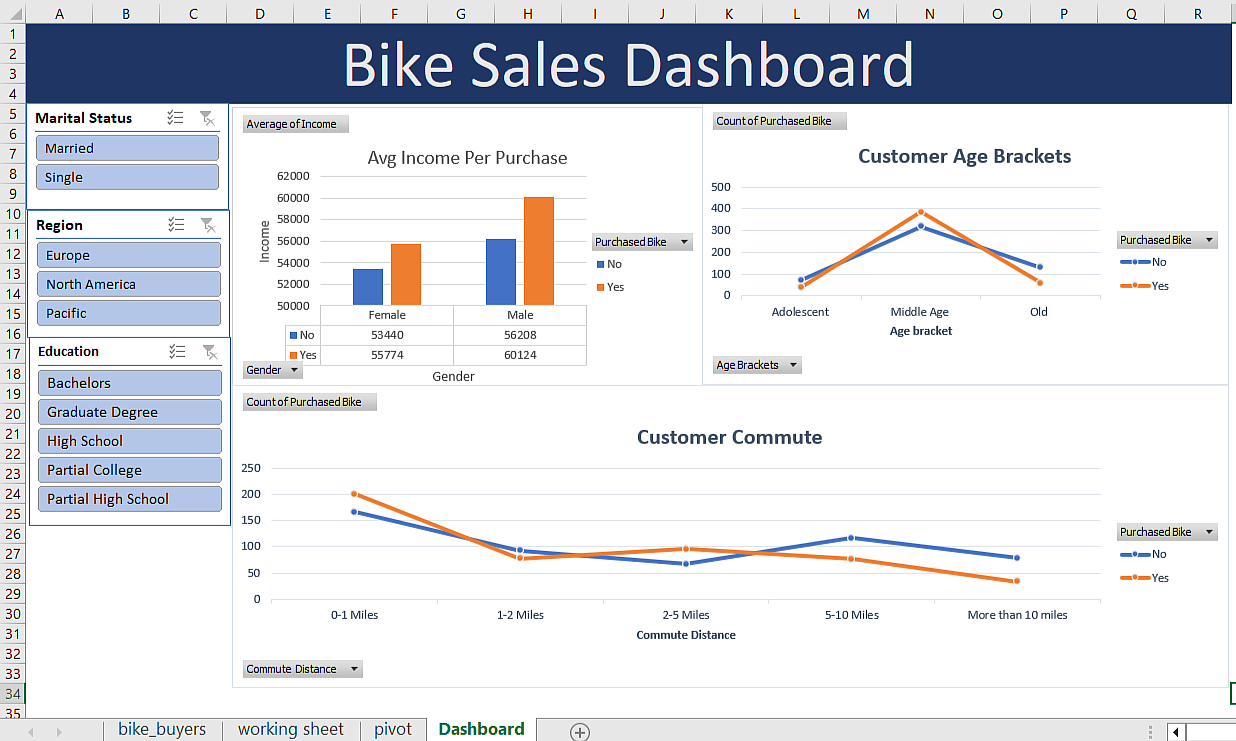 A B C D E F G H I J K L M N O P Q R
1
2
3
4
5
6
7
8
9
10
11
12
13
14
15
16
17
18
19
20
21
22
23
24
25
26
27
28
29
30
31
32
33
34
35
Bike Sales Dashboard
Marital Status
Married
Single
Region
Europe
North America
Pacific
Education
Bachelors
Graduate Degree
High School
Partial College
Partial High School
Average of Income
Avg Income Per Purchase
62000
60000
58000
56000
54000
52000
50000
Income
Female Male
No 53440 56208
Yes 55774 60124
Gender
Gender
Purchased Bike
No
Yes
Count of Purchased Bike
Customer Age Brackets
500
400
300
200
100
0
Adolescent Middle Age Old
Age bracket
Age Brackets
Purchased Bike
No
Yes
Count of Purchased Bike
Customer Commute
250
200
150
100
50
0
0-1 Miles 1-2 Miles 2-5 Miles 5-10 Miles More than 10 miles
Commute Distance
Commute Distance
Purchased Bike
No
Yes
bike_buyers working sheet pivot Dashboard